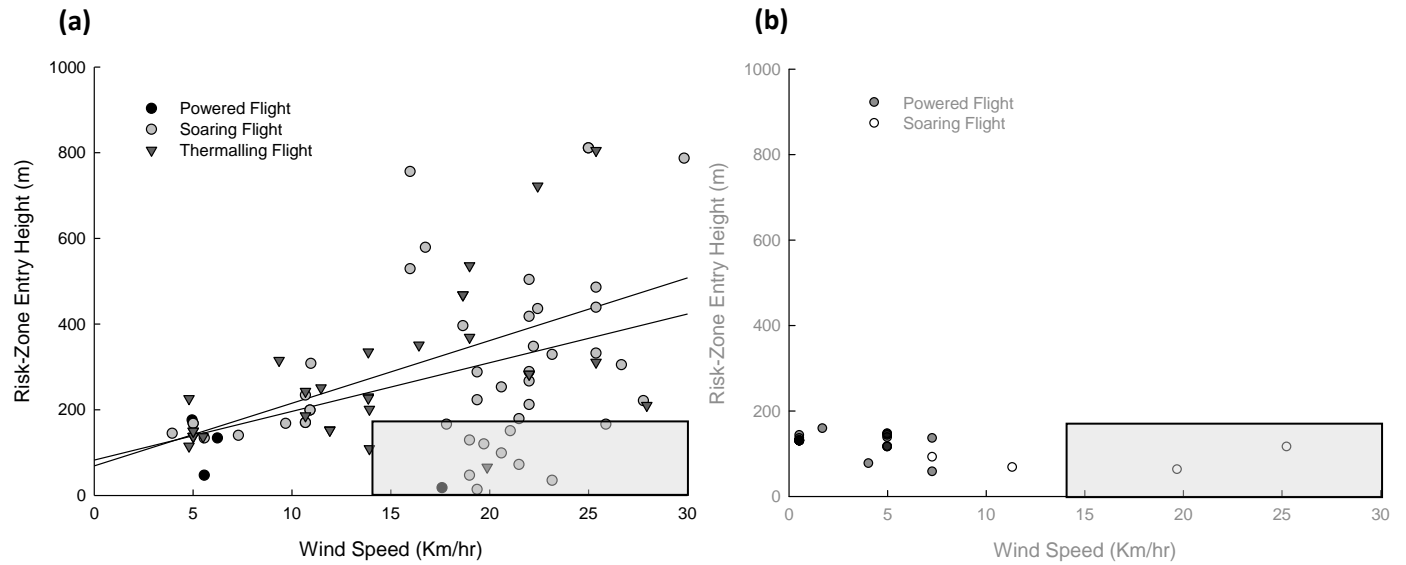 (a)
1000
800
600
400
200
0
Risk-Zone Entry Height (m)
Powered Flight
Soaring Flight
Thermalling Flight
0 5 10 15 20 25 30
Wind Speed (Km/hr)
(b)
1000
800
600
400
200
0
Risk-Zone Entry Height (m)
Powered Flight
Soaring Flight
0 5 10 15 20 25 30
Wind Speed (Km/hr)